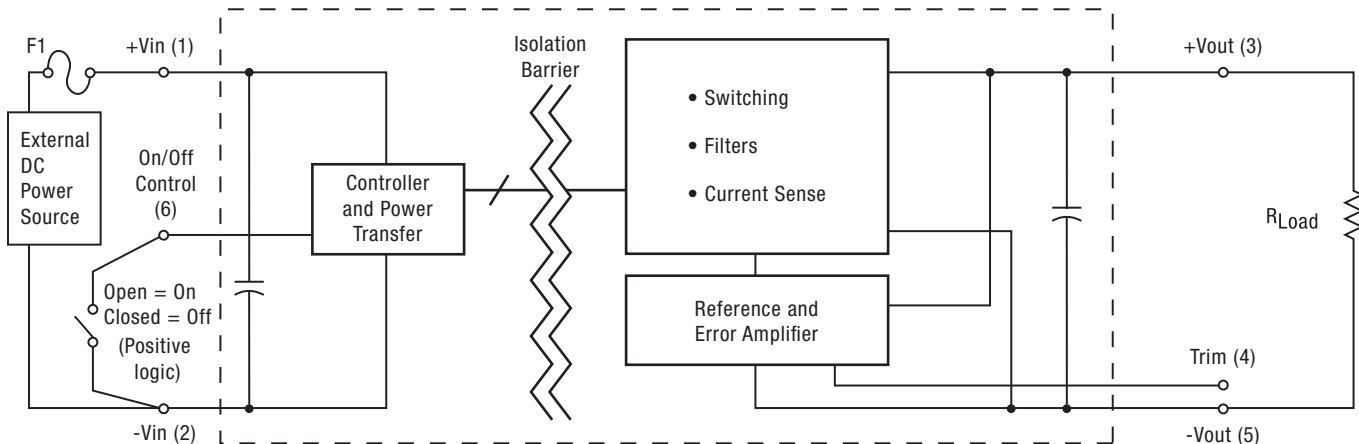 F1
+Vin (1)
External
DC
Power
Source
On/Off
Control
(6)
Open = On
Closed = Off
(Positive
logic)
-Vin (2)
Controller
and Power
Transfer
Isolation
Barrier
• Switching
• Filters
• Current Sense
Reference and
Error Amplifier
+Vout (3)
RLoad
Trim (4)
-Vout (5)